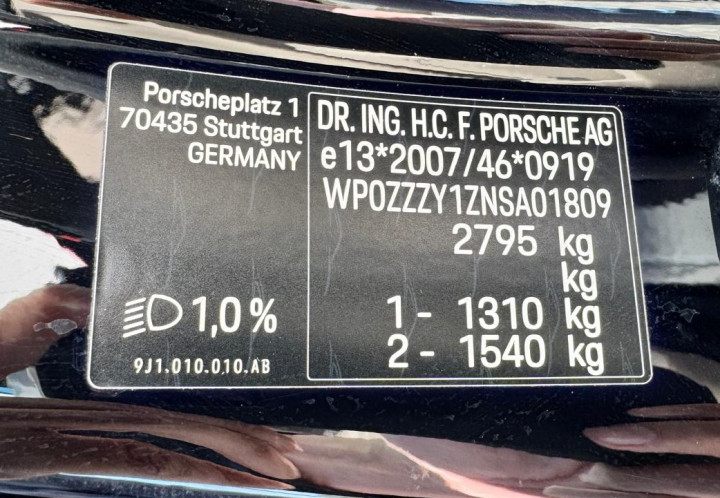 Porscheplatz 1
70435 Stuttgart
GERMANY
1,0 %
9J1.010.010.AB
DR. ING. H.C. F. PORSCHE AG
e13*2007/46*0919
WP0ZZZY1ZNSA01809
2795 kg
kg
1 - 1310 kg
2 - 1540 kg